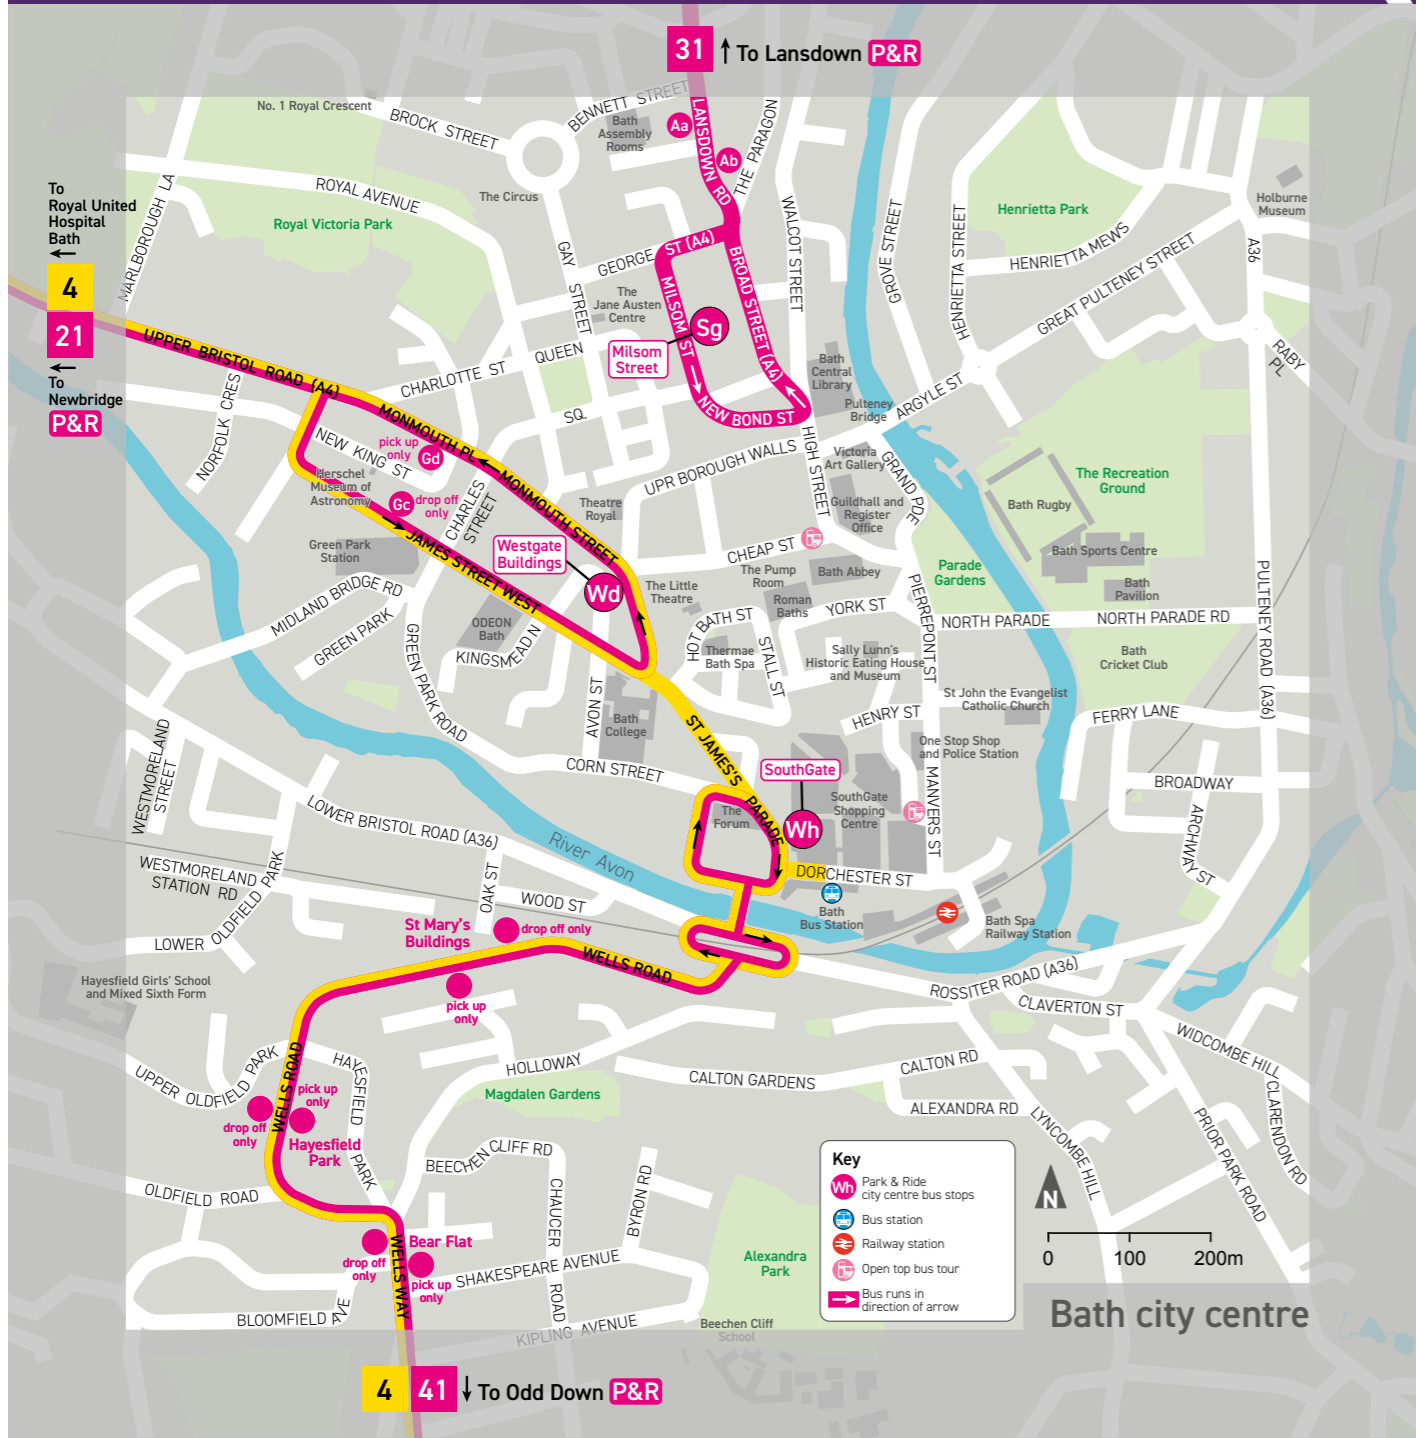 31
↑ To Lansdown P&R
No. 1 Royal Crescent
BROCK STREET
BENNETT STREET
Bath
Assembly
Rooms
Aa
Ab
LANSDOWN RD
THE PARAGON
To
Royal United
Hospital
Bath
←
4
21
←
To
Newbridge
P&R
MARLBOROUGH LA
ROYAL AVENUE
Royal Victoria Park
The Circus
GAY STREET
GEORGE ST (A4)
WALCOT STREET
GROVE STREET
HENRIETTA STREET
Henrietta Park
HENRIETTA MEWS
GREAT PULTENEY STREET
Holburne
Museum
A36
RABY
PL
The
Jane Austen
Centre
MILSOM ST
BROAD STREET (A4)
Sg
Milsom
Street
NEW BOND ST
UPPER BRISTOL ROAD (A4)
CHARLOTTE ST
QUEEN
SQ.
Bath
Central
Library
Pulteney
Bridge
ARGYLE ST
NORFOLK CRES
NEW KING ST
MONMOUTH PL
pick up
only
Gd
MONMOUTH STREET
Herschel
Museum of
Astronomy
Gc
drop off
only
CHARLES
STREET
Theatre
Royal
UPR BOROUGH WALLS
HIGH STREET
Victoria
Art Gallery
GRAND PDE
Guildhall and
Register
Office
The Recreation
Ground
Bath Rugby
Bath Sports Centre
Bath
Pavilion
Green Park
Station
JAMES STREET WEST
Westgate
Buildings
Wd
CHEAP ST
The Pump
Room
Bath Abbey
Parade
Gardens
The Little
Theatre
Roman
Baths
YORK ST
PIERREPONT ST
NORTH PARADE
NORTH PARADE RD
PULTENEY ROAD (A36)
MIDLAND BRIDGE RD
GREEN PARK
GREEN PARK ROAD
ODEON
Bath
KINGSMEAD N
HOT BATH ST
Thermae
Bath Spa
STALL ST
Sally Lunn's
Historic Eating House
and Museum
Bath
Cricket Club
AVON ST
Bath
College
ST JAMES'S PARADE
HENRY ST
St John the Evangelist
Catholic Church
FERRY LANE
One Stop Shop
and Police Station
WESTMORELAND
STREET
CORN STREET
SouthGate
SouthGate
Shopping
Centre
MANVERS ST
BROADWAY
ARCHWAY ST
LOWER BRISTOL ROAD (A36)
River Avon
The
Forum
Wh
DORCHESTER ST
WESTMORELAND
STATION RD
OAK ST
WOOD ST
Bath
Bus Station
Bath Spa
Railway Station
LOWER OLDFIELD PARK
St Mary's
Buildings
drop off only
WELLS ROAD
ROSSITER ROAD (A36)
Hayesfield Girls' School
and Mixed Sixth Form
pick up
only
CLAVERTON ST
WIDCOMBE HILL
UPPER OLDFIELD PARK
WELLS ROAD
HAYESFIELD PARK
HOLLOWAY
CALTON GARDENS
CALTON RD
Magdalen Gardens
ALEXANDRA RD
LYNCOMBE HILL
PRIOR PARK ROAD
CLARENDON RD
pick up
only
drop off
only
Hayesfield
Park
BEECHEN CLIFF RD
CHAUCER ROAD
BYRON RD
OLDFIELD ROAD
Key
Wh
Park & Ride
city centre bus stops
Bus station
Railway station
Open top bus tour
Bus runs in
direction of arrow
N
0 100 200m
Bear Flat
drop off
only
pick up
only
WELLS WAY
SHAKESPEARE AVENUE
Alexandra
Park
BLOOMFIELD AVE
KIPLING AVENUE
Beechen Cliff
School
Bath city centre
4
41
↓ To Odd Down P&R